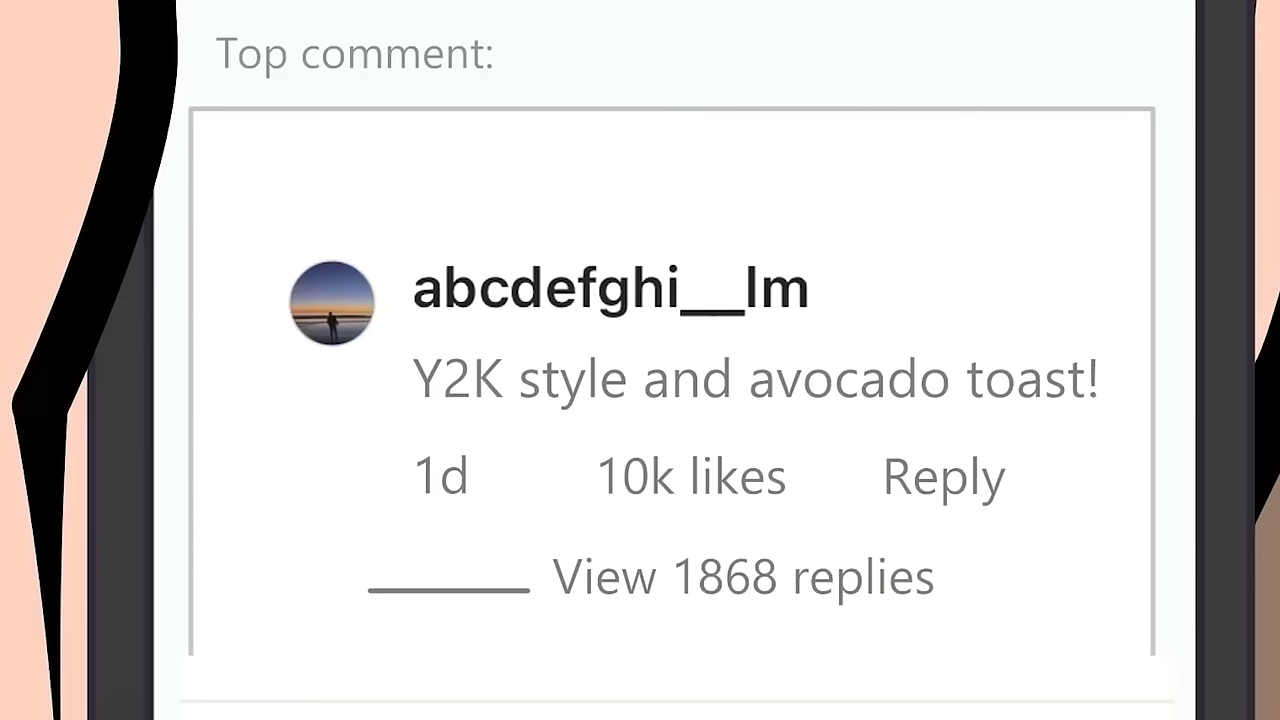 Top comment:
abcdefghi__lm
Y2K style and avocado toast!
1d 10k likes Reply
View 1868 replies